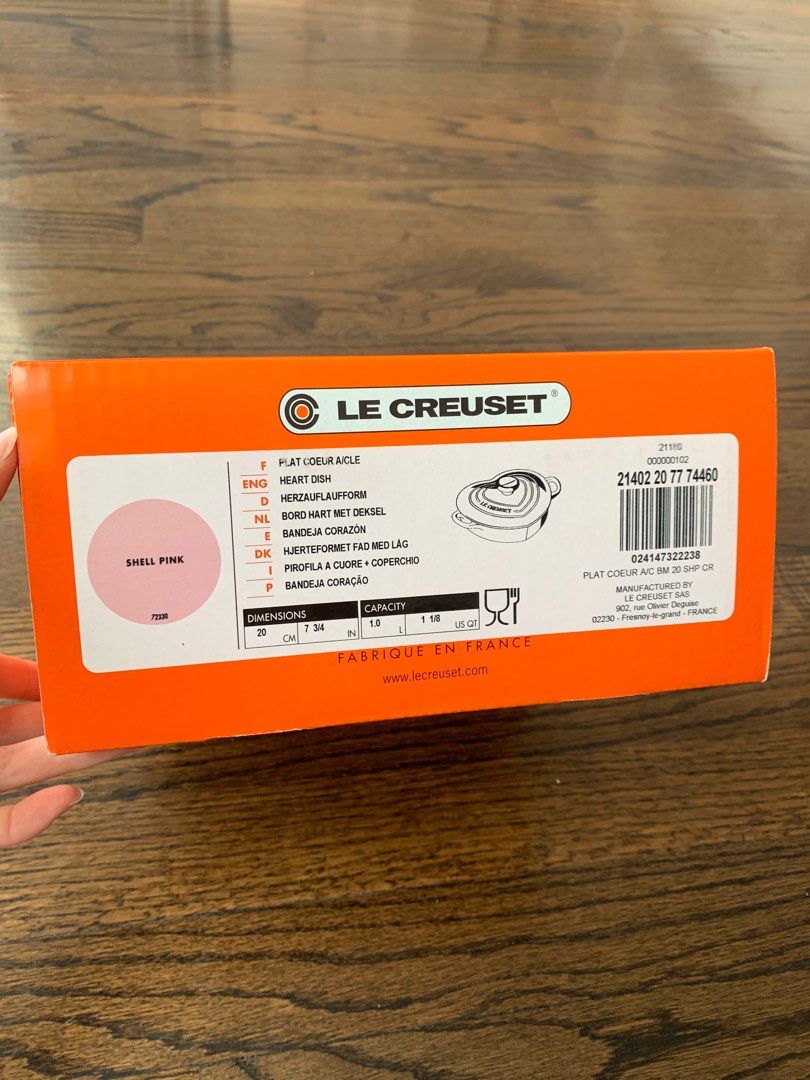 LE CREUSET®
SHELL PINK
72330
F PLAT COEUR A/CLE
ENG HEART DISH
D HERZAUFLAUFFORM
NL BORD HART MET DEKSEL
E BANDEJA CORAZÓN
DK HJERTEFORMET FAD MED LÅG
I PIROFILA A CUORE + COPERCHIO
P BANDEJA CORAÇÃO
DIMENSIONS
20 CM 7 3/4 IN
CAPACITY
1.0 L 1 1/8 US QT
LE CREUSET
000000102
21402 20 77 74460
024147322238
PLAT COEUR A/C BM 20 SHP CR
MANUFACTURED BY
LE CREUSET SAS
902, rue Olivier Deguise
02230 - Fresnoy-le-grand - FRANCE
FABRIQUÉ EN FRANCE
www.lecreuset.com